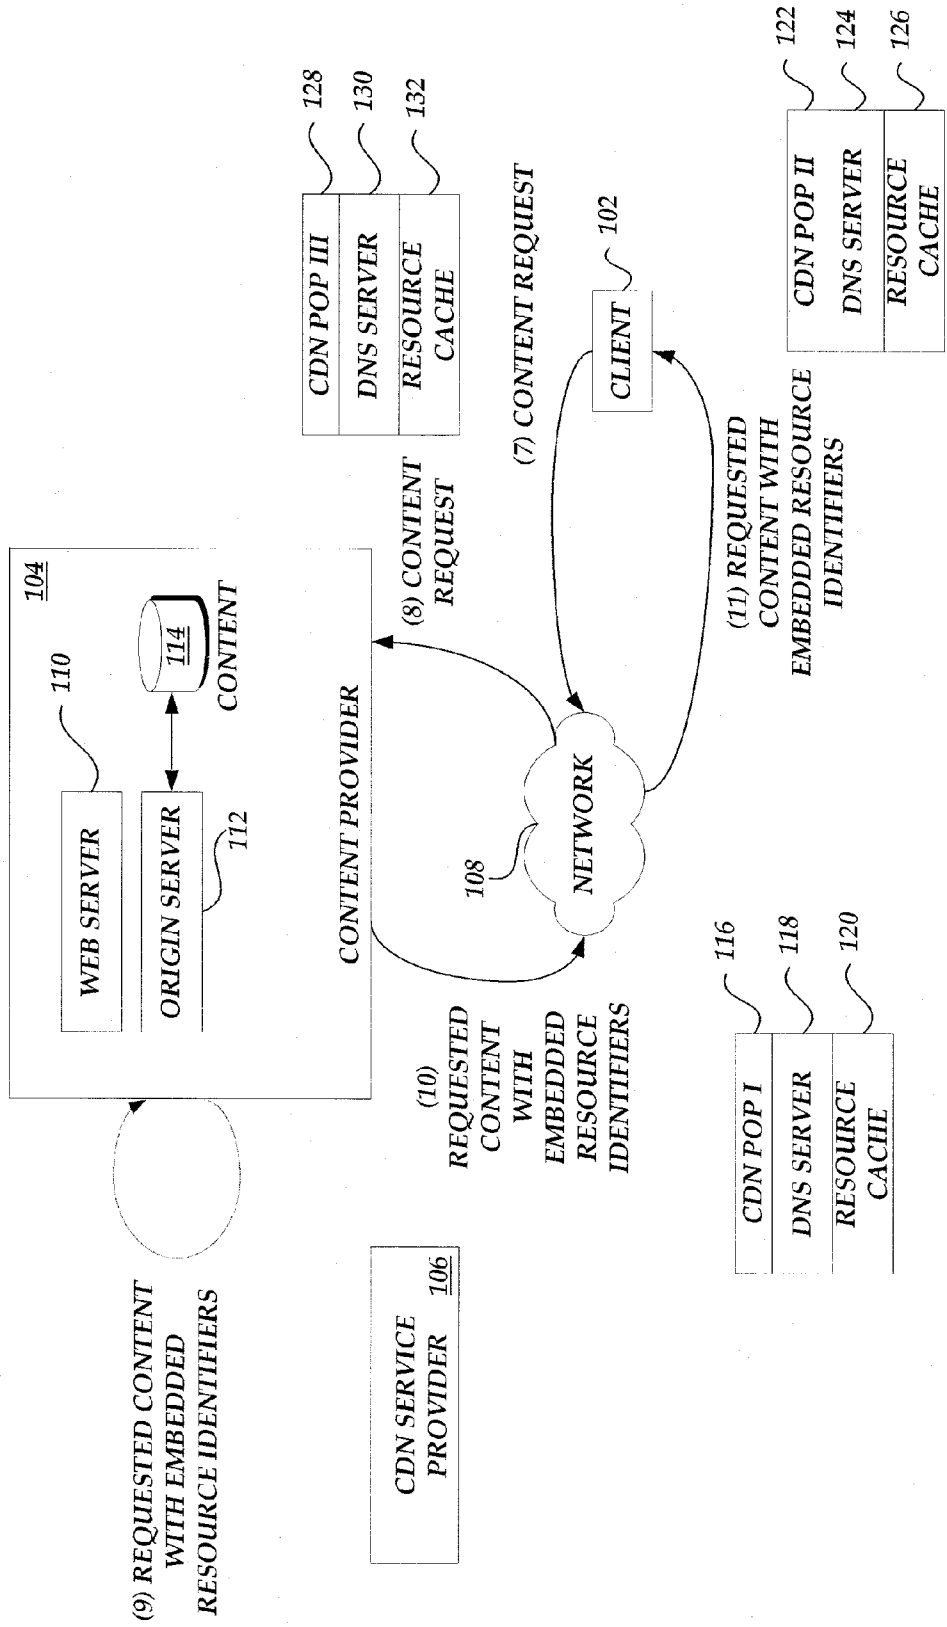 (9) REQUESTED CONTENT
WITH EMBEDDED
RESOURCE IDENTIFIERS
104
WEB SERVER
110
ORIGIN SERVER
112
114
CONTENT
CONTENT PROVIDER
CDN SERVICE
PROVIDER
106
(10)
REQUESTED
CONTENT
WITH
EMBEDDED
RESOURCE
IDENTIFIERS
(8) CONTENT
REQUEST
CDN POP III
DNS SERVER
RESOURCE
CACHE
128
130
132
108
NETWORK
(7) CONTENT REQUEST
CLIENT
102
(11) REQUESTED
CONTENT WITH
EMBEDDED RESOURCE
IDENTIFIERS
CDN POP I
DNS SERVER
RESOURCE
CACHE
116
118
120
CDN POP II
DNS SERVER
RESOURCE
CACHE
122
124
126